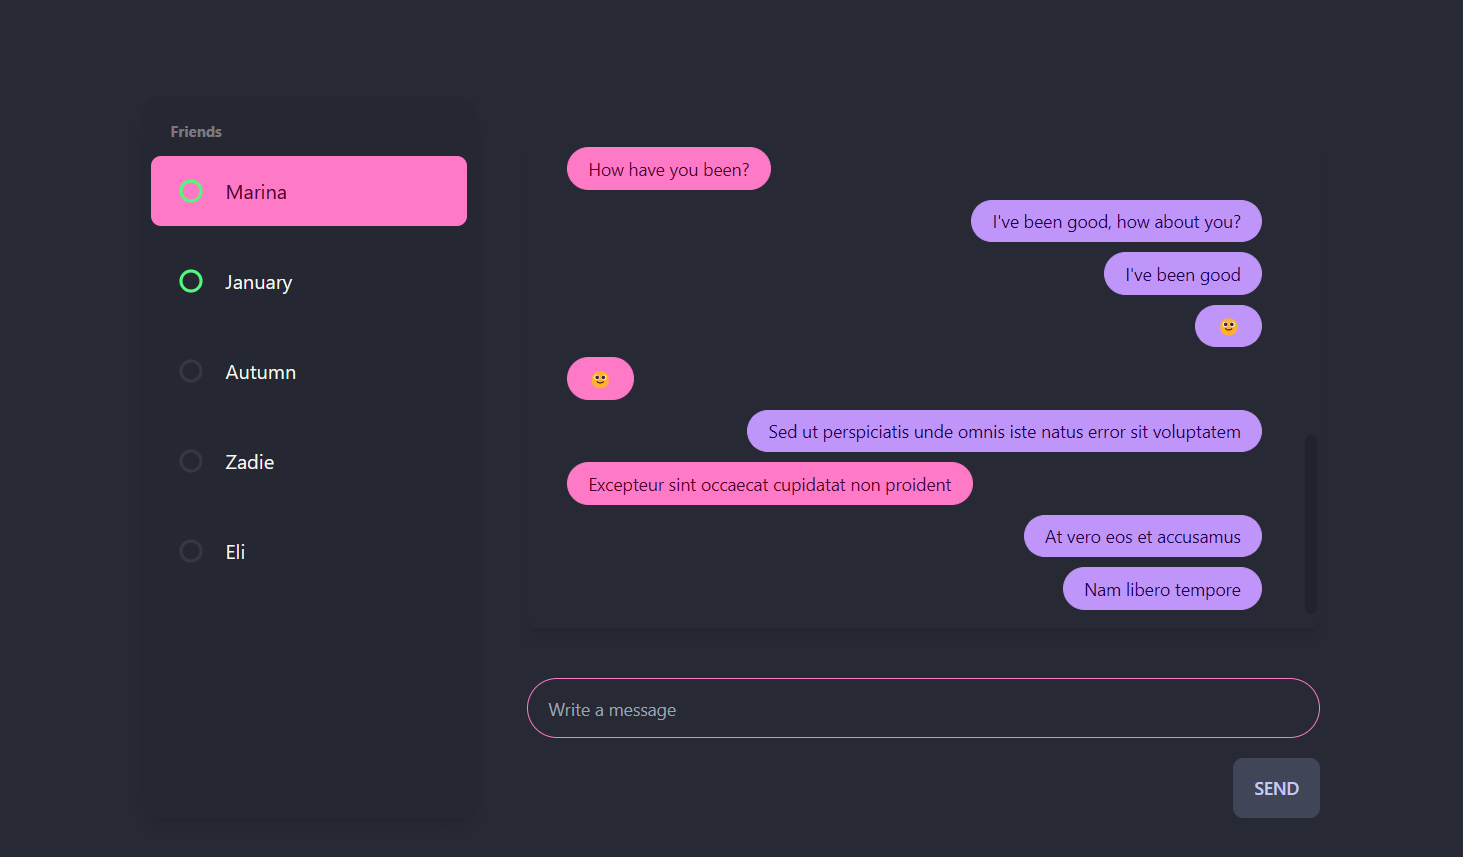 Friends
Marina
January
Autumn
Zadie
Eli
How have you been?
I've been good, how about you?
I've been good
🙂
🙂
Sed ut perspiciatis unde omnis iste natus error sit voluptatem
Excepteur sint occaecat cupidatat non proident
At vero eos et accusamus
Nam libero tempore
Write a message
SEND